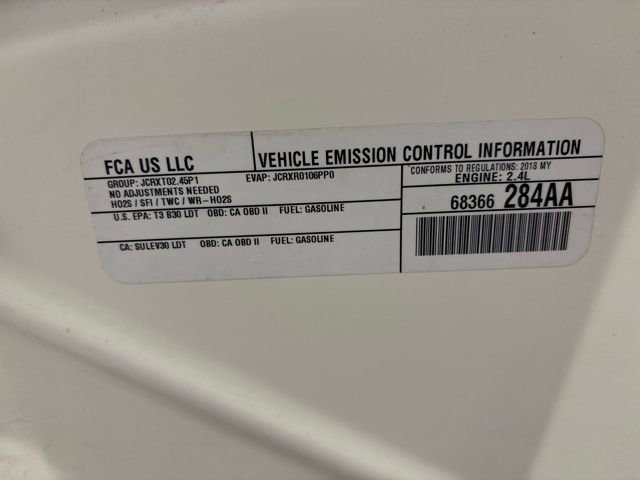 FCA US LLC
VEHICLE EMISSION CONTROL INFORMATION
GROUP: JCRXT02.45P1 EVAP: JCRXR0106PP0
NO ADJUSTMENTS NEEDED
HO2S / SFI / TWC / WR-HO2S
CONFORMS TO REGULATIONS: 2018 MY
ENGINE: 2.4L
U.S. EPA: T3 B30 LDT OBD: CA OBD II FUEL: GASOLINE
68366 284AA
CA: SULEV30 LDT OBD: CA OBD II FUEL: GASOLINE